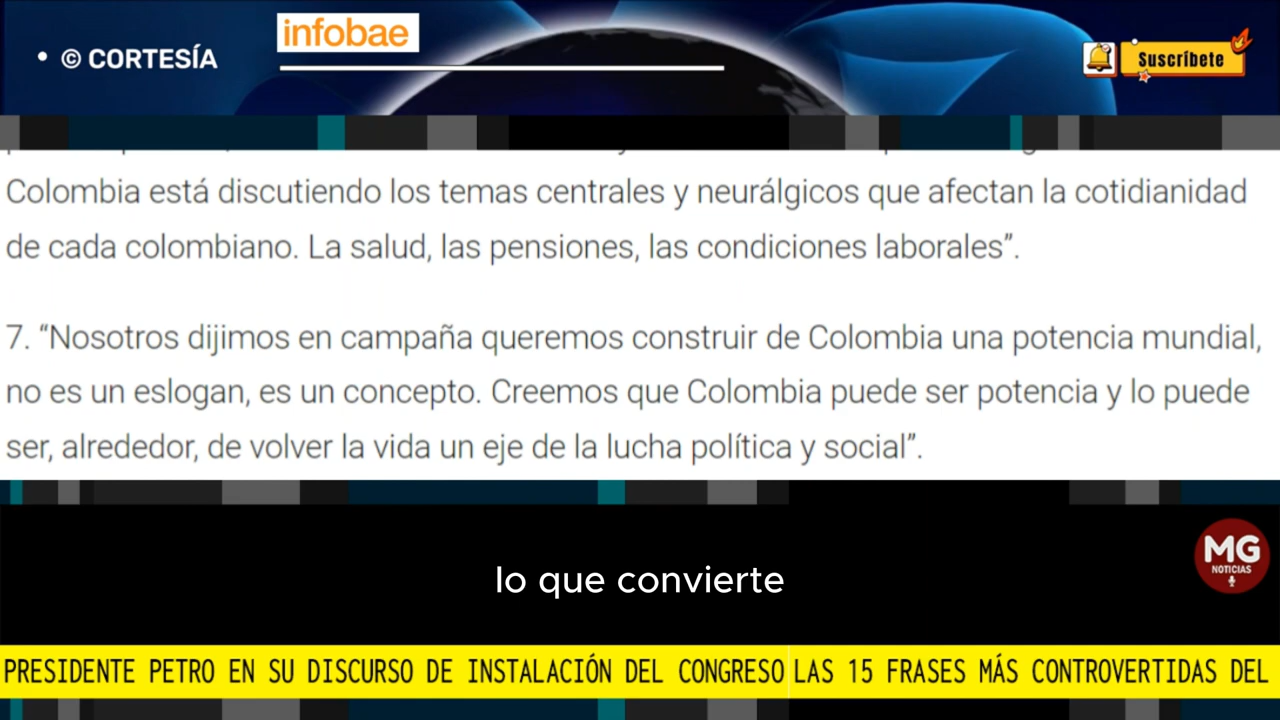 infobae
• © CORTESÍA
Suscríbete
Colombia está discutiendo los temas centrales y neurálgicos que afectan la cotidianidad
de cada colombiano. La salud, las pensiones, las condiciones laborales”.
7. “Nosotros dijimos en campaña queremos construir de Colombia una potencia mundial,
no es un eslogan, es un concepto. Creemos que Colombia puede ser potencia y lo puede
ser, alrededor, de volver la vida un eje de la lucha política y social”.
MG
NOTICIAS
lo que convierte
PRESIDENTE PETRO EN SU DISCURSO DE INSTALACIÓN DEL CONGRESO LAS 15 FRASES MÁS CONTROVERTIDAS DEL